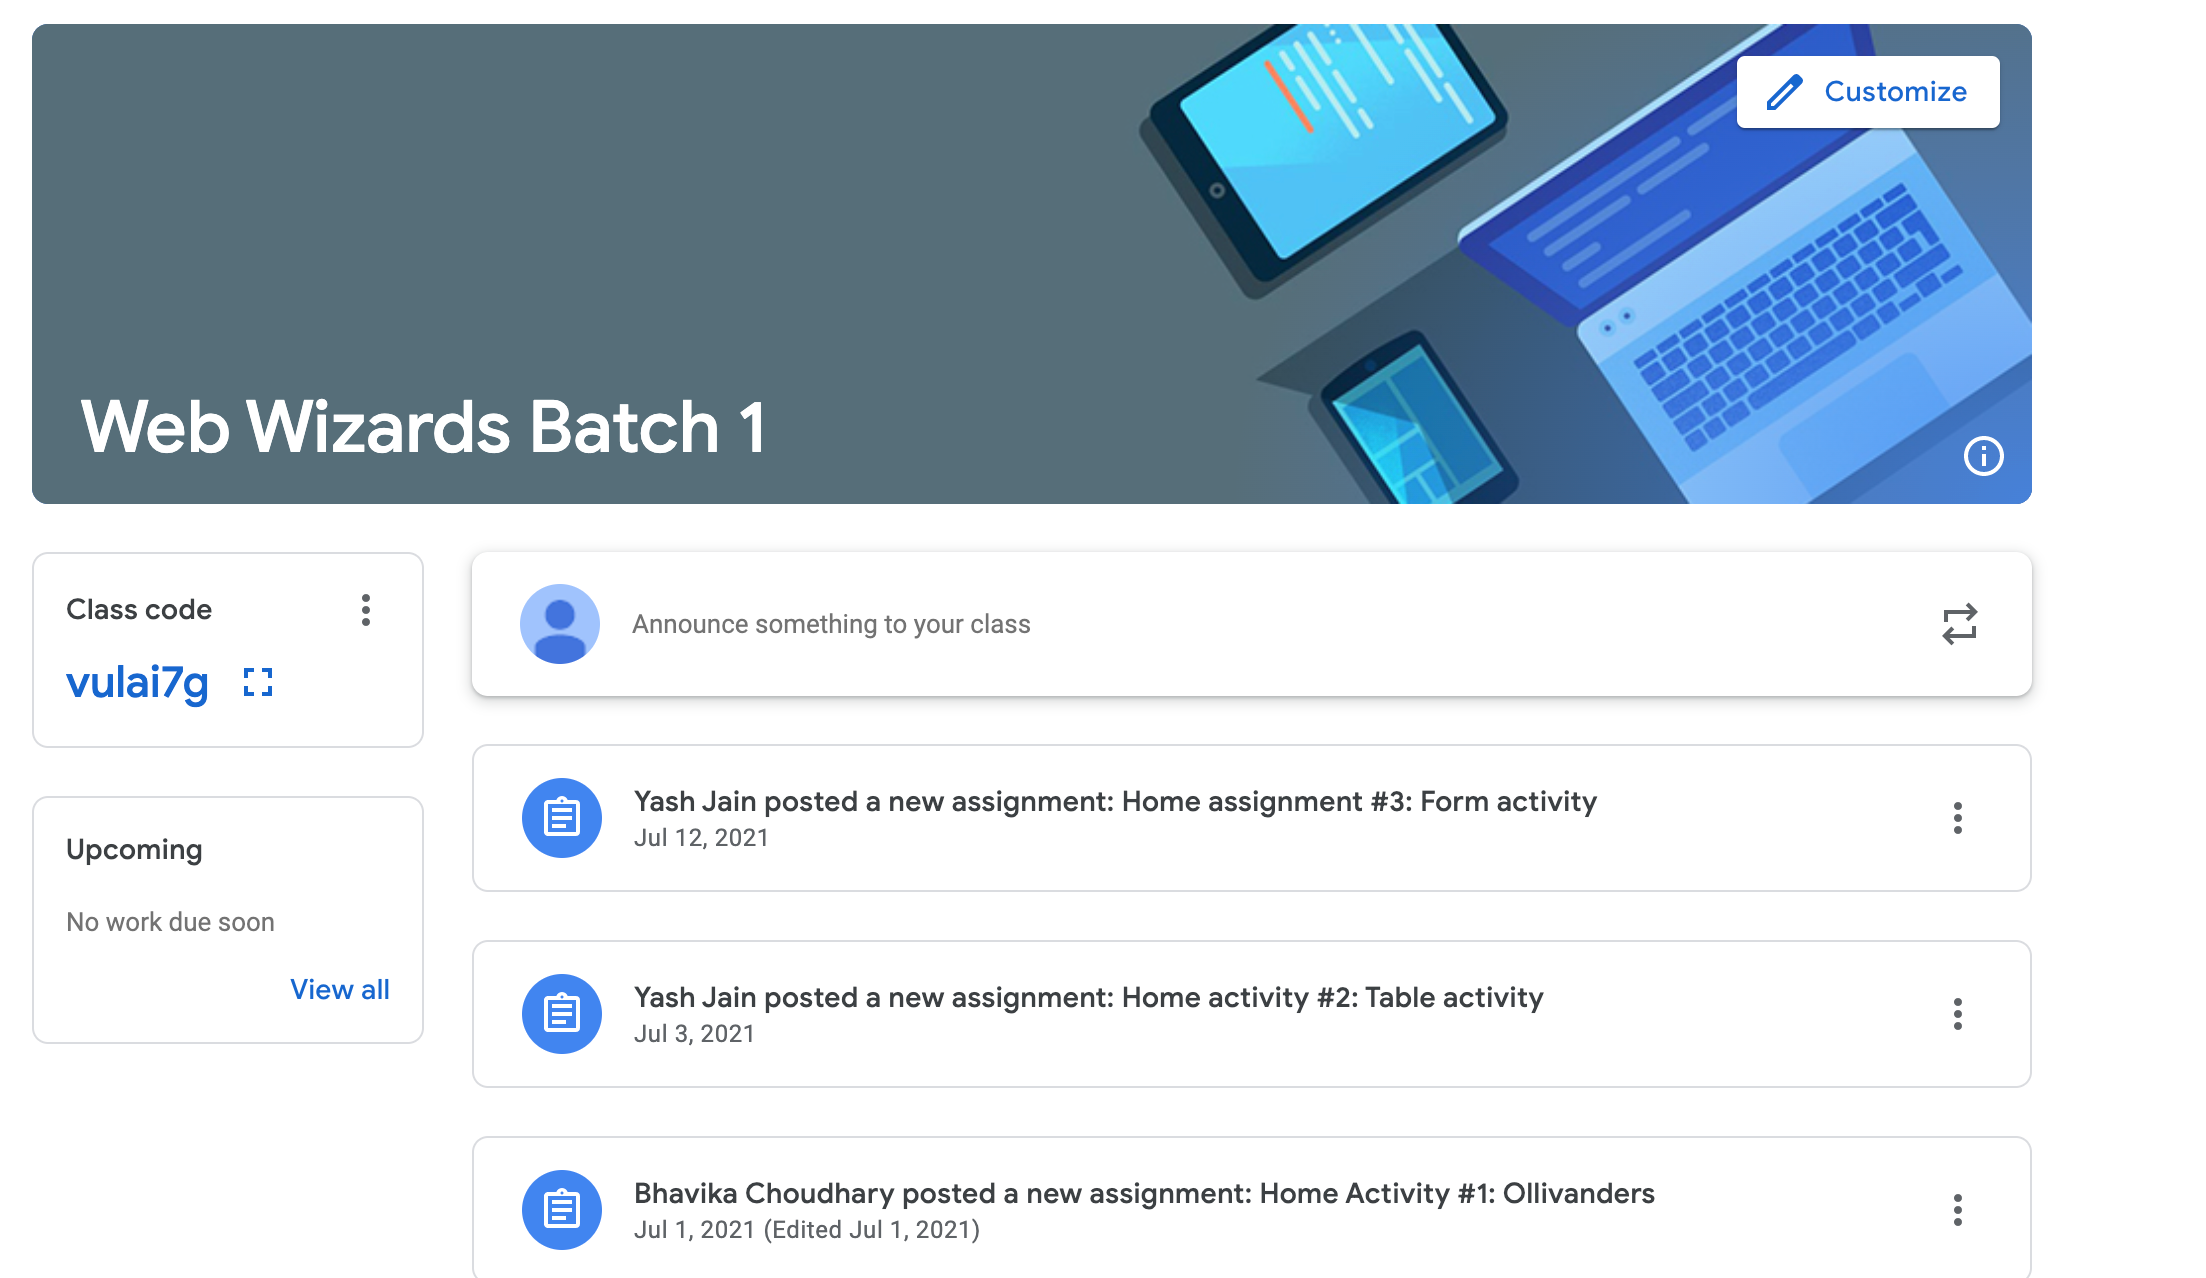 Customize
Web Wizards Batch 1
Class code
vulai7g
Upcoming
No work due soon
View all
Announce something to your class
Yash Jain posted a new assignment: Home assignment #3: Form activity
Jul 12, 2021
Yash Jain posted a new assignment: Home activity #2: Table activity
Jul 3, 2021
Bhavika Choudhary posted a new assignment: Home Activity #1: Ollivanders
Jul 1, 2021 (Edited Jul 1, 2021)